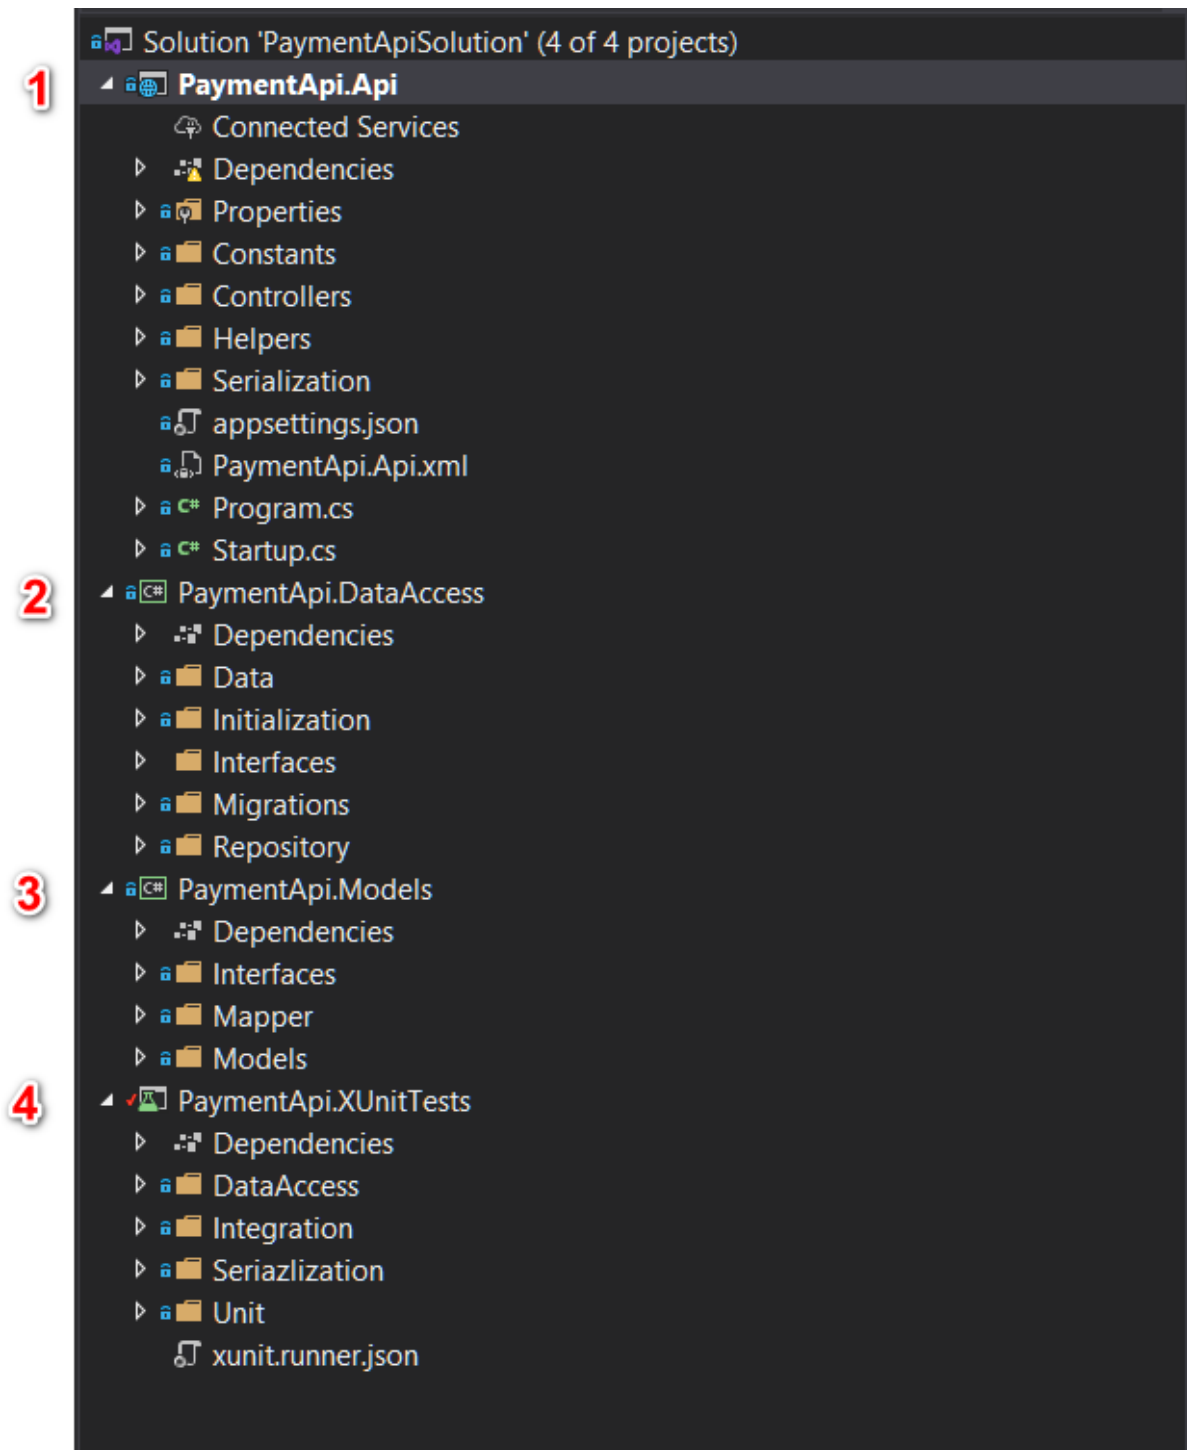 Solution 'PaymentApiSolution' (4 of 4 projects)
1 PaymentApi.Api
Connected Services
Dependencies
Properties
Constants
Controllers
Helpers
Serialization
appsettings.json
PaymentApi.Api.xml
C# Program.cs
C# Startup.cs
2 C# PaymentApi.DataAccess
Dependencies
Data
Initialization
Interfaces
Migrations
Repository
3 C# PaymentApi.Models
Dependencies
Interfaces
Mapper
Models
4 PaymentApi.XUnitTests
Dependencies
DataAccess
Integration
Seriazlization
Unit
xunit.runner.json